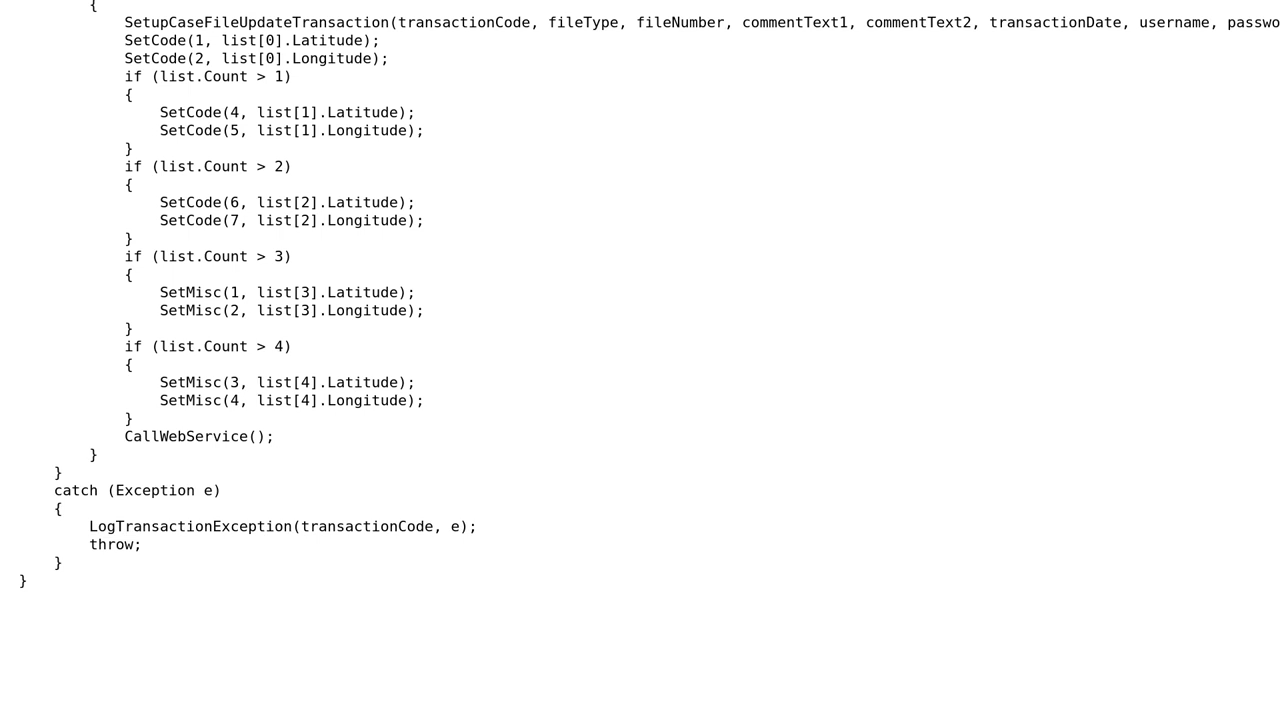 {
SetupCaseFileUpdateTransaction(transactionCode, fileType, fileNumber, commentText1, commentText2, transactionDate, username, passwo
SetCode(1, list[0].Latitude);
SetCode(2, list[0].Longitude);
if (list.Count > 1)
{
SetCode(4, list[1].Latitude);
SetCode(5, list[1].Longitude);
}
if (list.Count > 2)
{
SetCode(6, list[2].Latitude);
SetCode(7, list[2].Longitude);
}
if (list.Count > 3)
{
SetMisc(1, list[3].Latitude);
SetMisc(2, list[3].Longitude);
}
if (list.Count > 4)
{
SetMisc(3, list[4].Latitude);
SetMisc(4, list[4].Longitude);
}
CallWebService();
}
}
catch (Exception e)
{
LogTransactionException(transactionCode, e);
throw;
}
}